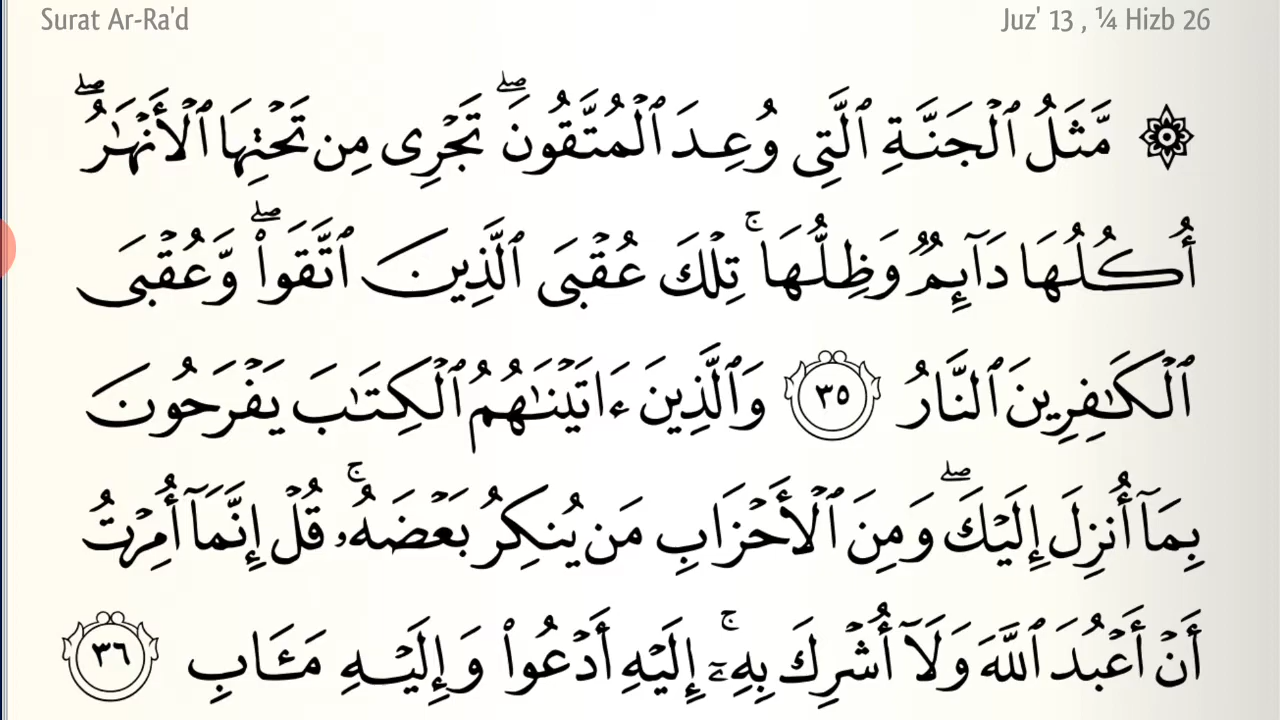 Surat Ar-Ra'd
Juz' 13 , ¼ Hizb 26
۞ مَّثَلُ ٱلْجَنَّةِ ٱلَّتِى وُعِدَ ٱلْمُتَّقُونَ ۖ تَجْرِى مِن تَحْتِهَا ٱلْأَنْهَـٰرُ ۖ
أُكُلُهَا دَآئِمٌ وَظِلُّهَا ۚ تِلْكَ عُقْبَى ٱلَّذِينَ ٱتَّقَوا۟ ۖ وَّعُقْبَى
ٱلْكَـٰفِرِينَ ٱلنَّارُ ٣٥ وَٱلَّذِينَ ءَاتَيْنَـٰهُمُ ٱلْكِتَـٰبَ يَفْرَحُونَ
بِمَآ أُنزِلَ إِلَيْكَ ۖ وَمِنَ ٱلْأَحْزَابِ مَن يُنكِرُ بَعْضَهُۥ ۚ قُلْ إِنَّمَآ أُمِرْتُ
أَنْ أَعْبُدَ ٱللَّهَ وَلَآ أُشْرِكَ بِهِۦٓ ۚ إِلَيْهِ أَدْعُوا۟ وَإِلَيْهِ مَـَٔابِ ٣٦